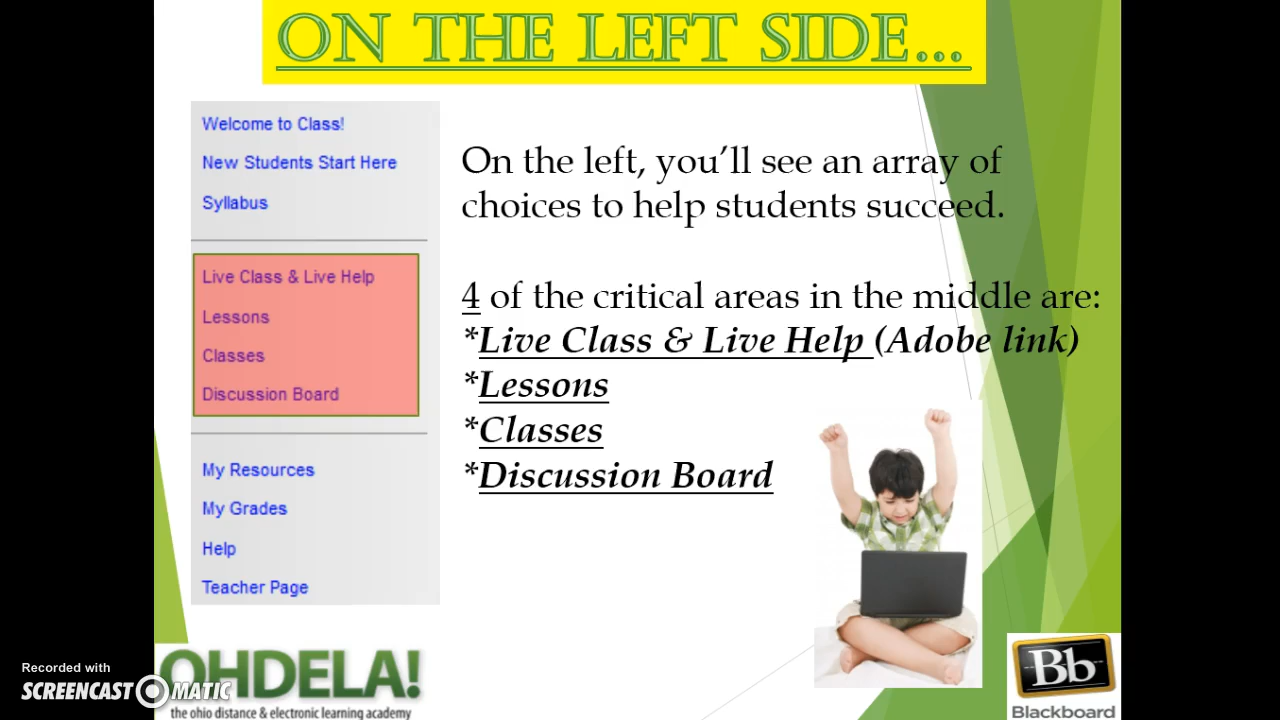 ON THE LEFT SIDE...
Welcome to Class!
New Students Start Here
Syllabus
Live Class & Live Help
Lessons
Classes
Discussion Board
My Resources
My Grades
Help
Teacher Page
On the left, you’ll see an array of
choices to help students succeed.
4 of the critical areas in the middle are:
*Live Class & Live Help (Adobe link)
*Lessons
*Classes
*Discussion Board
Recorded with
SCREENCAST MATIC
OHDELA!
the ohio distance & electronic learning academy
Bb
Blackboard